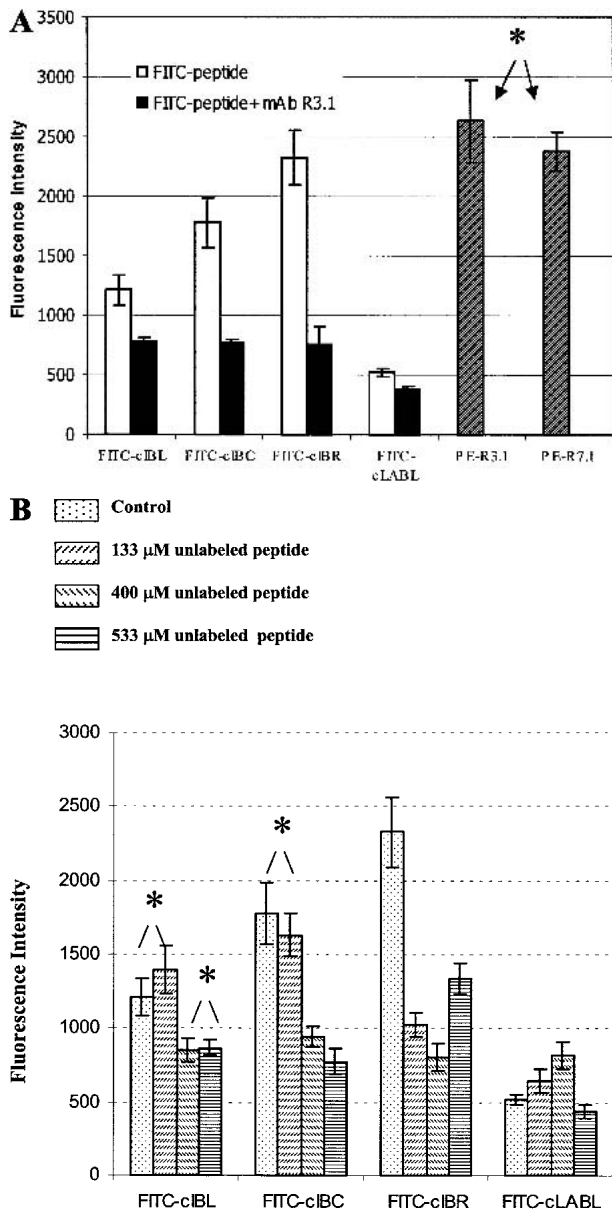 A
3500
3000
2500
2000
1500
1000
500
0
Fluorescence Intensity
FITC-peptide
FITC-peptide+ mAb R3.1
*
FITC-cIBL
FITC-cIBC
FITC-cIBR
FITC-
cLABL
PE-R3.1
PE-R7.1
B
Control
133 μM unlabeled peptide
400 μM unlabeled peptide
533 μM unlabeled peptide
3000
2500
2000
1500
1000
500
0
Fluorescence Intensity
*
*
*
FITC-cIBL
FITC-cIBC
FITC-cIBR
FITC-cLABL